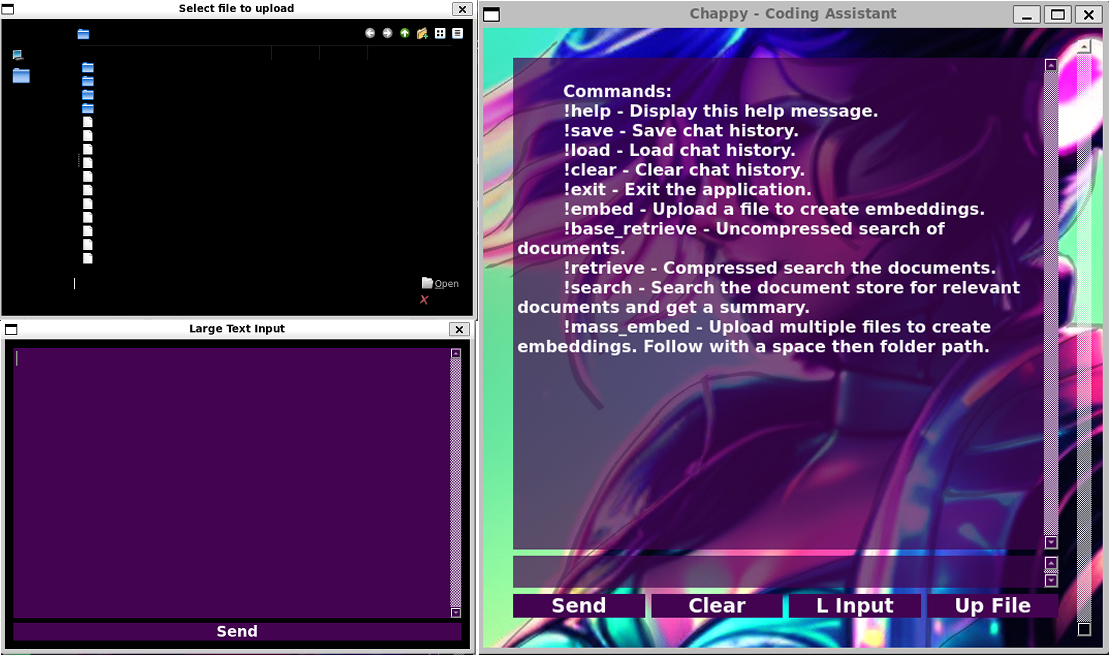 Select file to upload
Open
Large Text Input
Send
Chappy - Coding Assistant
Commands:
!help - Display this help message.
!save - Save chat history.
!load - Load chat history.
!clear - Clear chat history.
!exit - Exit the application.
!embed - Upload a file to create embeddings.
!base_retrieve - Uncompressed search of
documents.
!retrieve - Compressed search the documents.
!search - Search the document store for relevant
documents and get a summary.
!mass_embed - Upload multiple files to create
embeddings. Follow with a space then folder path.
Send Clear L Input Up File